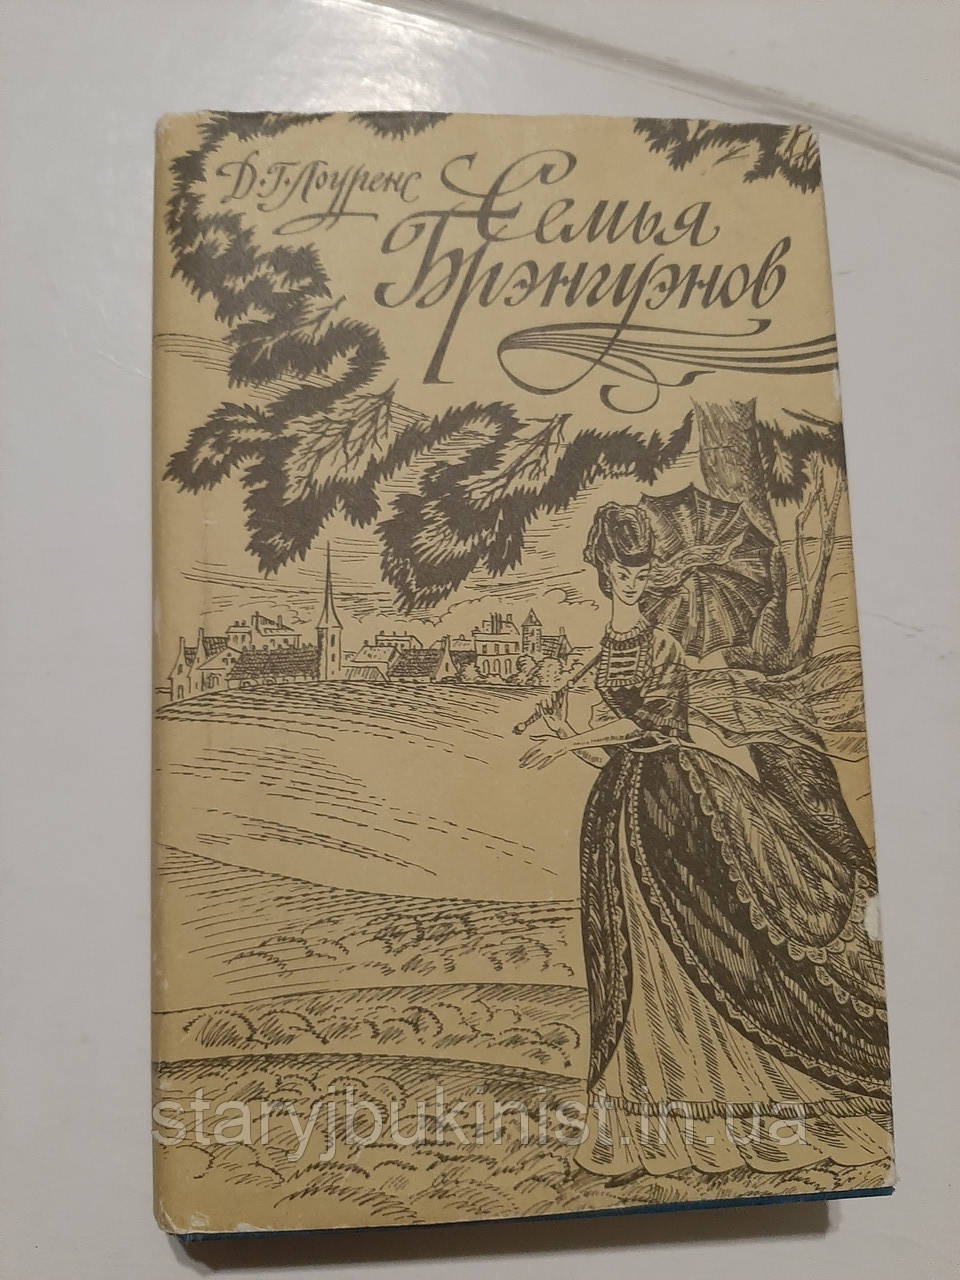 Д.Г.Лоуренс
Семья
Брэнгуэнов
staryjbukinist.in.ua